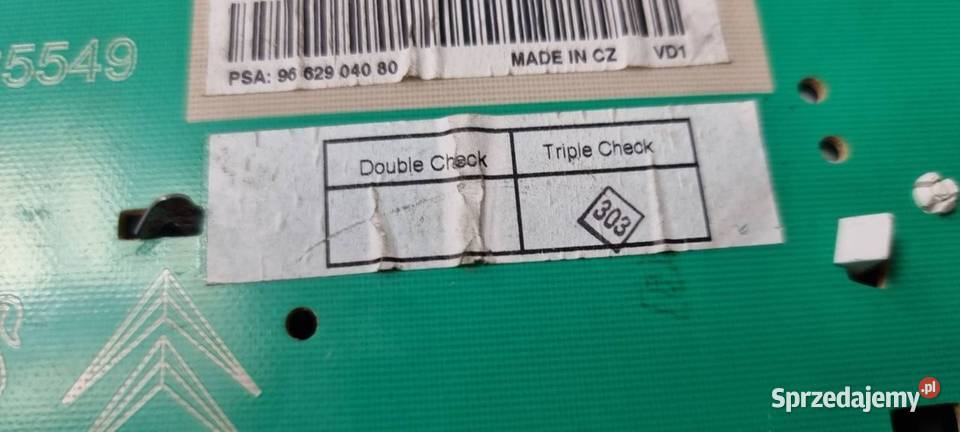 5549
PSA: 96 629 040 80 MADE IN CZ VD1
Double Check Triple Check
303
Sprzedajemy.pl